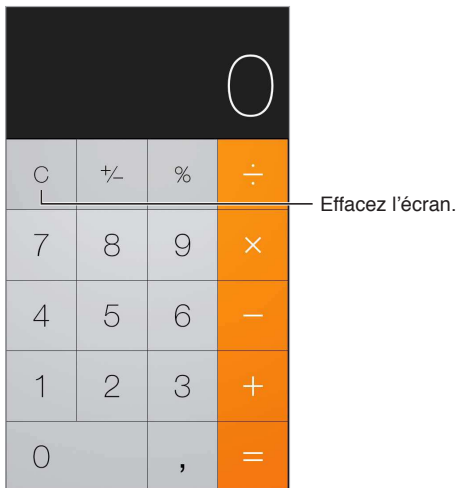 0
C +/− % ÷
Effacez l'écran.
7 8 9 ×
4 5 6 −
1 2 3 +
0 , =